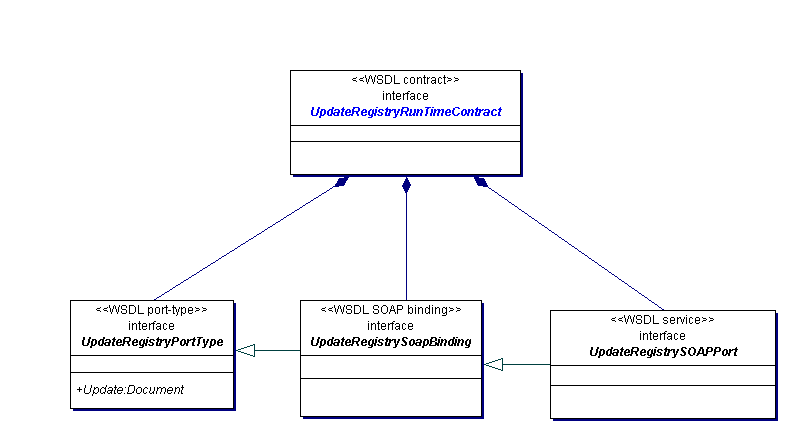 <<WSDL contract>>
interface
UpdateRegistryRunTimeContract
<<WSDL port-type>>
interface
UpdateRegistryPortType
+Update:Document
<<WSDL SOAP binding>>
interface
UpdateRegistrySoapBinding
<<WSDL service>>
interface
UpdateRegistrySOAPPort